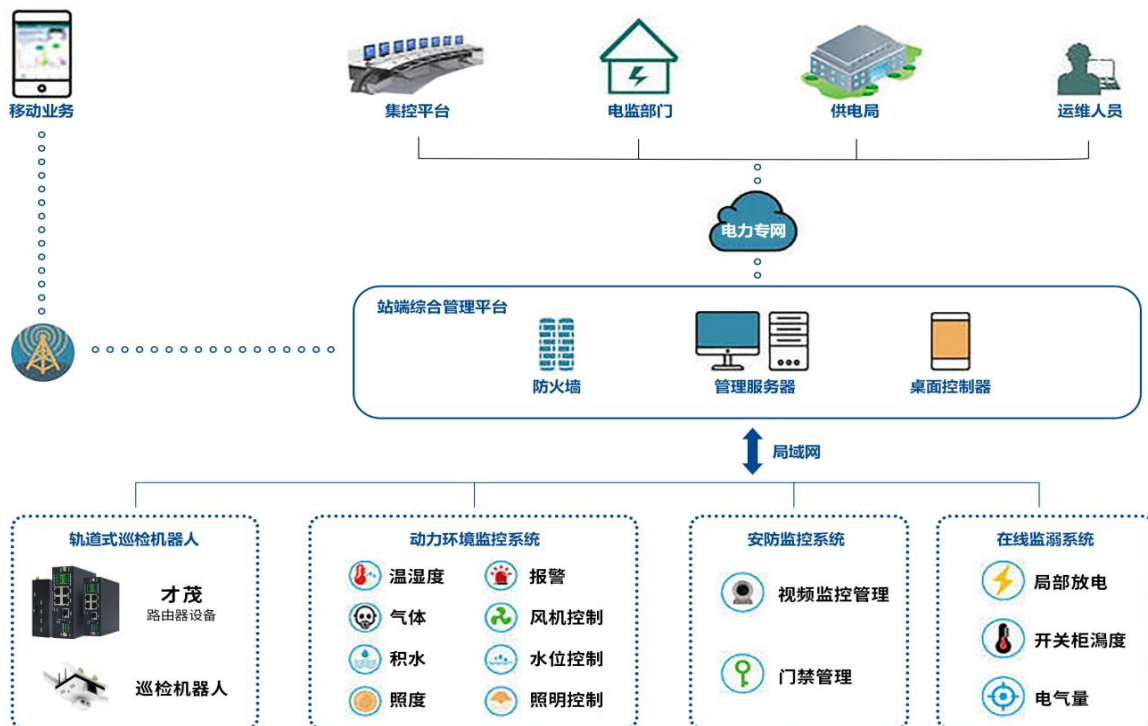 移动业务
集控平台
电监部门
供电局
运维人员
电力专网
站端综合管理平台
防火墙
管理服务器
桌面控制器
局域网
轨道式巡检机器人
才茂
路由器设备
巡检机器人
动力环境监控系统
温湿度
报警
气体
风机控制
积水
水位控制
照度
照明控制
安防监控系统
视频监控管理
门禁管理
在线监溺系统
局部放电
开关柜潟度
电气量